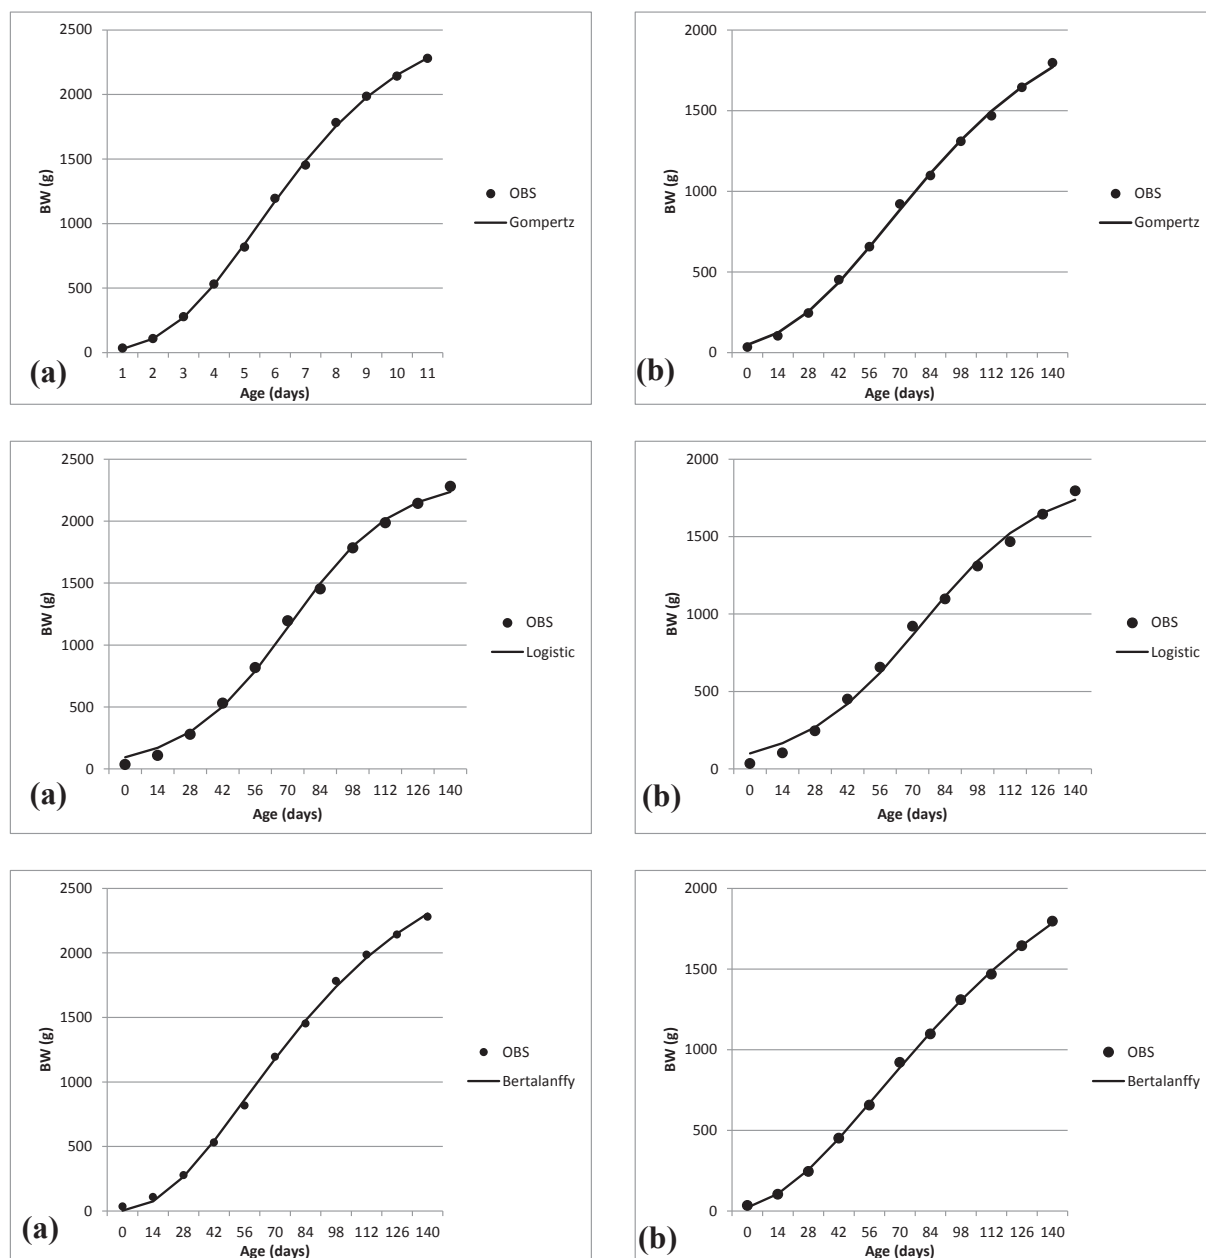 2500
2000
1500
1000
500
0
BW (g)
1 2 3 4 5 6 7 8 9 10 11
Age (days)
OBS
Gompertz
(a)
2000
1500
1000
500
0
BW (g)
0 14 28 42 56 70 84 98 112 126 140
Age (days)
OBS
Gompertz
(b)
2500
2000
1500
1000
500
0
BW (g)
0 14 28 42 56 70 84 98 112 126 140
Age (days)
OBS
Logistic
(a)
2000
1500
1000
500
0
BW (g)
0 14 28 42 56 70 84 98 112 126 140
Age (days)
OBS
Logistic
(b)
2500
2000
1500
1000
500
0
BW (g)
0 14 28 42 56 70 84 98 112 126 140
Age (days)
OBS
Bertalanffy
(a)
2000
1500
1000
500
0
BW (g)
0 14 28 42 56 70 84 98 112 126 140
Age (days)
OBS
Bertalanffy
(b)